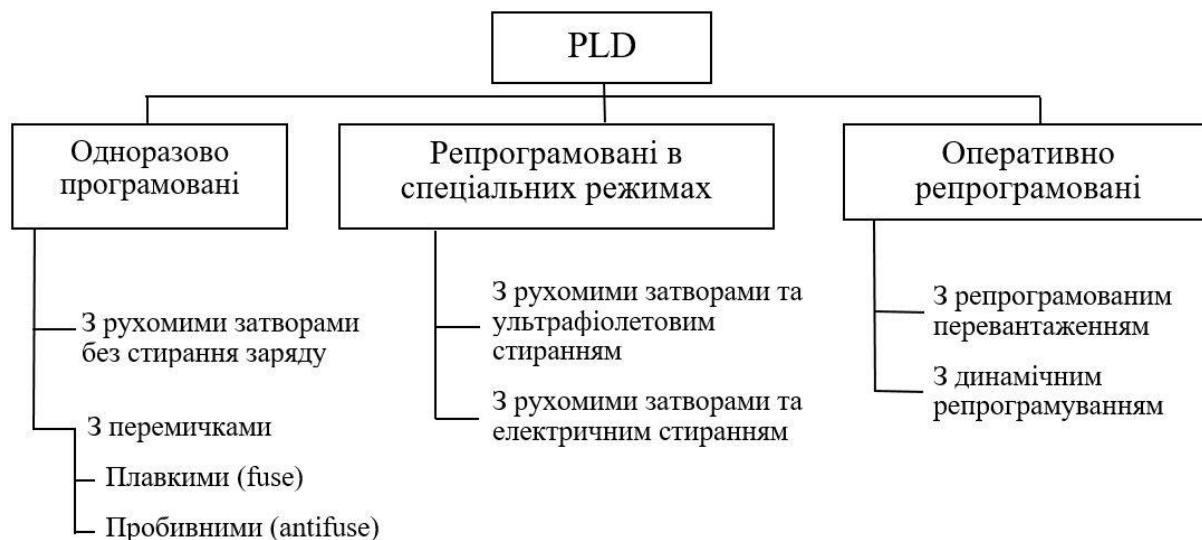 PLD
Одноразово
програмовані
З рухомими затворами
без стирання заряду
З перемичками
Плавкими (fuse)
Пробивними (antifuse)
Репрограмовані в
спеціальних режимах
З рухомими затворами та
ультрафіолетовим
стиранням
З рухомими затворами та
електричним стиранням
Оперативно
репрограмовані
З репрограмованим
перевантаженням
З динамічним
репрограмуванням